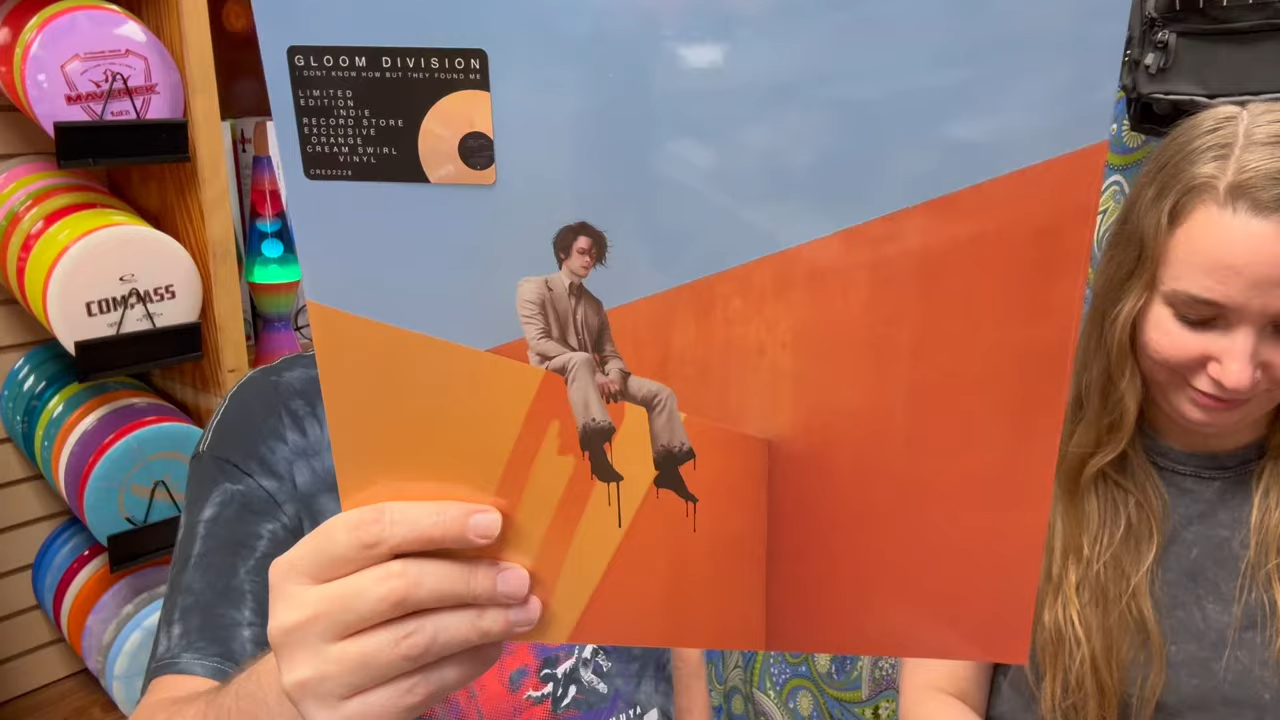 GLOOM DIVISION
I DONT KNOW HOW BUT THEY FOUND ME
LIMITED
EDITION
INDIE
RECORD STORE
EXCLUSIVE
ORANGE
CREAM SWIRL
VINYL
CRE02228
MAVERICK
COMPASS